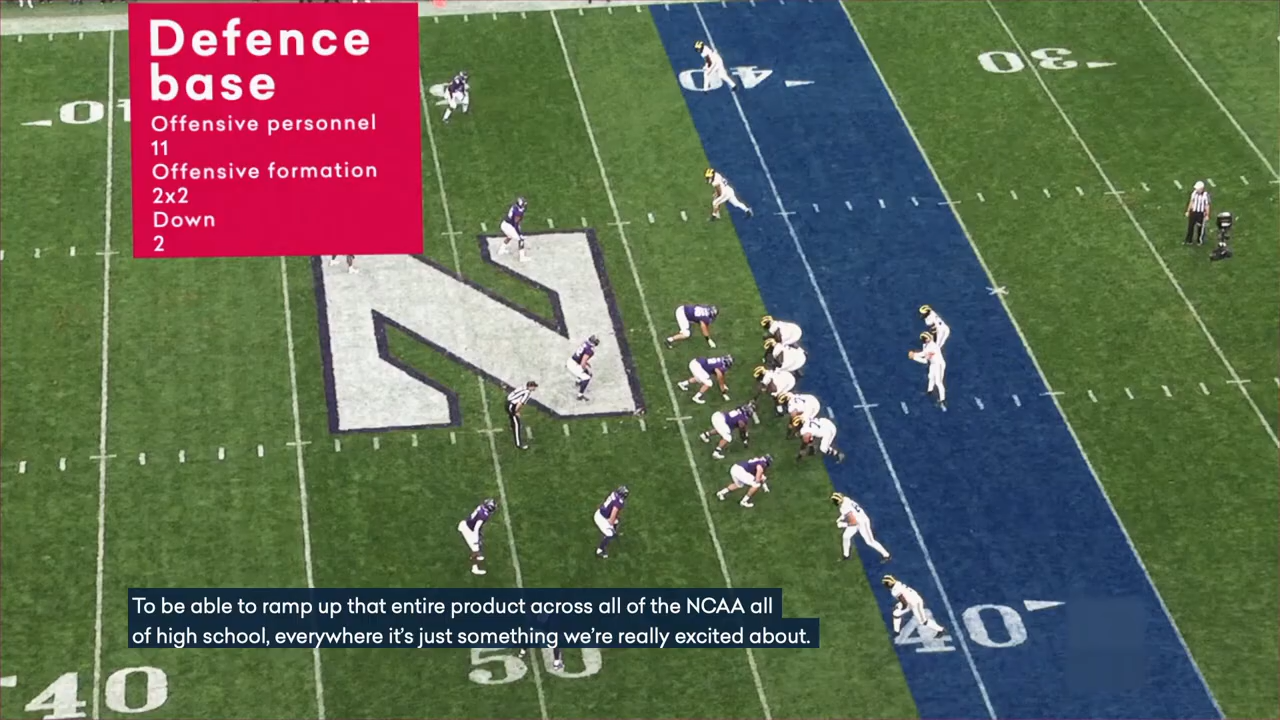 Defence
base
Offensive personnel
11
Offensive formation
2x2
Down
2
40
30
N
To be able to ramp up that entire product across all of the NCAA all
of high school, everywhere it's just something we're really excited about.
40
50
40